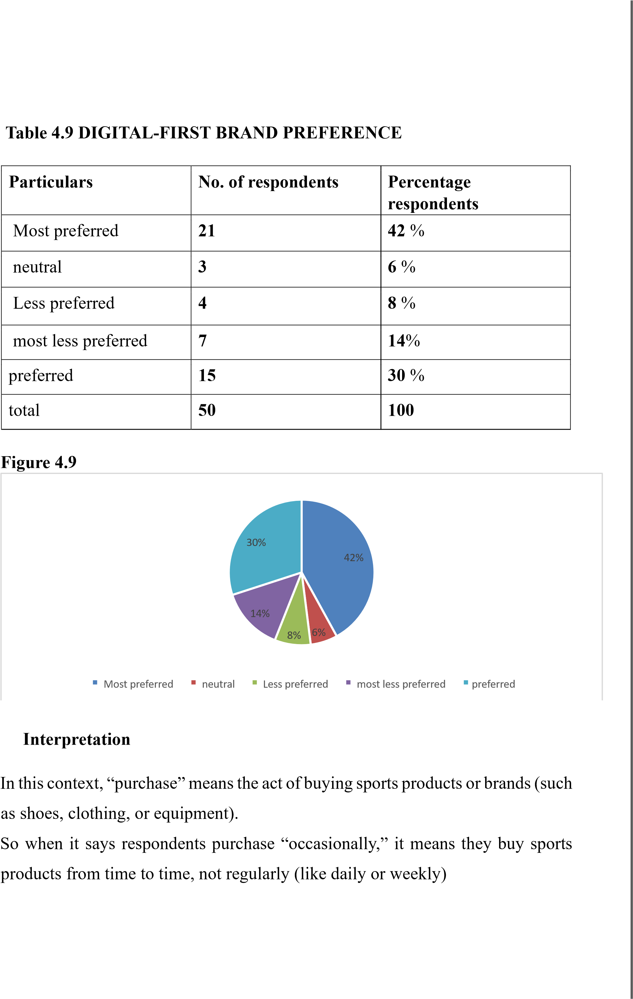 Table 4.9 DIGITAL-FIRST BRAND PREFERENCE
Particulars No. of respondents Percentage
respondents
Most preferred 21 42 %
neutral 3 6 %
Less preferred 4 8 %
most less preferred 7 14%
preferred 15 30 %
total 50 100
Figure 4.9
30%
42%
14%
8%
6%
Most preferred neutral Less preferred most less preferred preferred
Interpretation
In this context, “purchase” means the act of buying sports products or brands (such
as shoes, clothing, or equipment).
So when it says respondents purchase “occasionally,” it means they buy sports
products from time to time, not regularly (like daily or weekly)